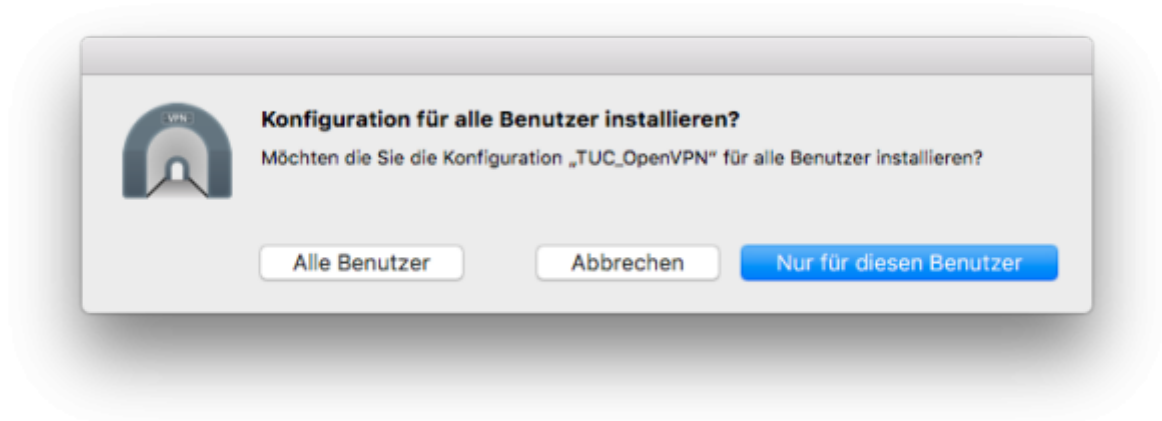 VPN
Konfiguration für alle Benutzer installieren?
Möchten die Sie die Konfiguration „TUC_OpenVPN“ für alle Benutzer installieren?
Alle Benutzer
Abbrechen
Nur für diesen Benutzer